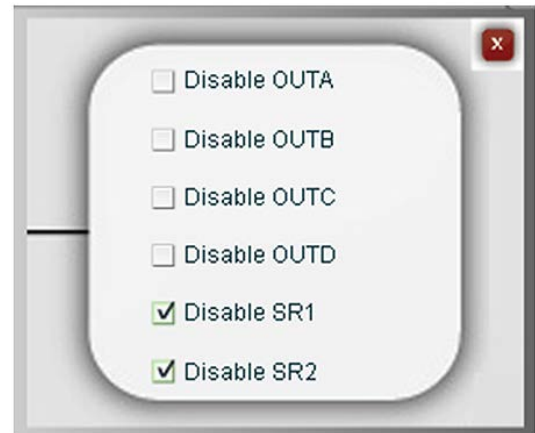 x
Disable OUTA
Disable OUTB
Disable OUTC
Disable OUTD
Disable SR1
Disable SR2